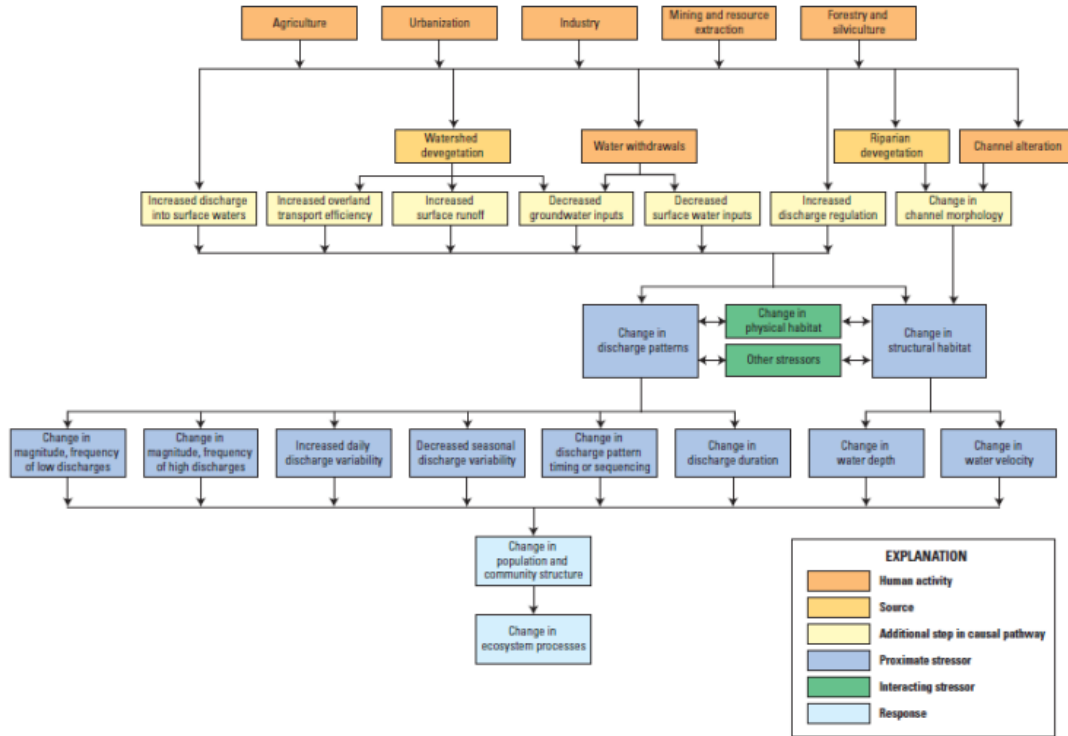 Agriculture
Urbanization
Industry
Mining and resource
extraction
Forestry and
silviculture
Watershed
devegetation
Water withdrawals
Riparian
devegetation
Channel alteration
Increased discharge
into surface waters
Increased overland
transport efficiency
Increased
surface runoff
Decreased
groundwater inputs
Decreased
surface water inputs
Increased
discharge regulation
Change in
channel morphology
Change in
discharge patterns
Change in
physical habitat
Other stressors
Change in
structural habitat
Change in
magnitude, frequency
of low discharges
Change in
magnitude, frequency
of high discharges
Increased daily
discharge variability
Decreased seasonal
discharge variability
Change in
discharge pattern
timing or sequencing
Change in
discharge duration
Change in
water depth
Change in
water velocity
Change in
population and
community structure
Change in
ecosystem processes
EXPLANATION
Human activity
Source
Additional step in causal pathway
Proximate stressor
Interacting stressor
Response